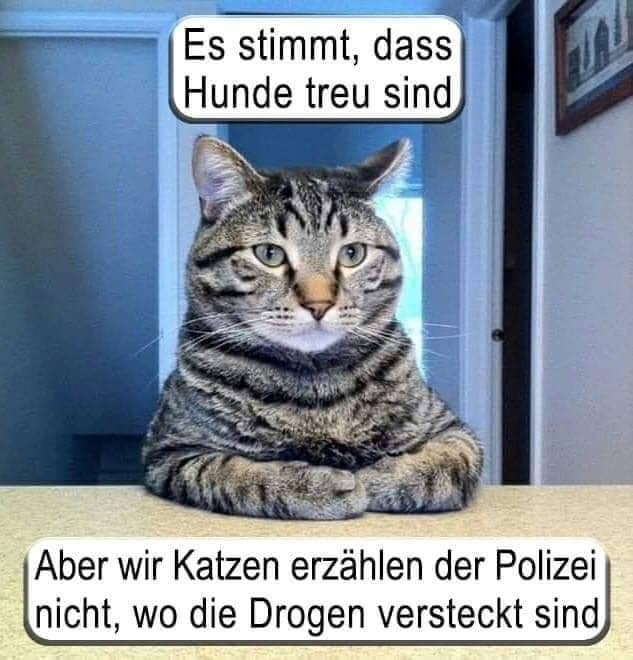 Es stimmt, dass
Hunde treu sind
Aber wir Katzen erzählen der Polizei
nicht, wo die Drogen versteckt sind